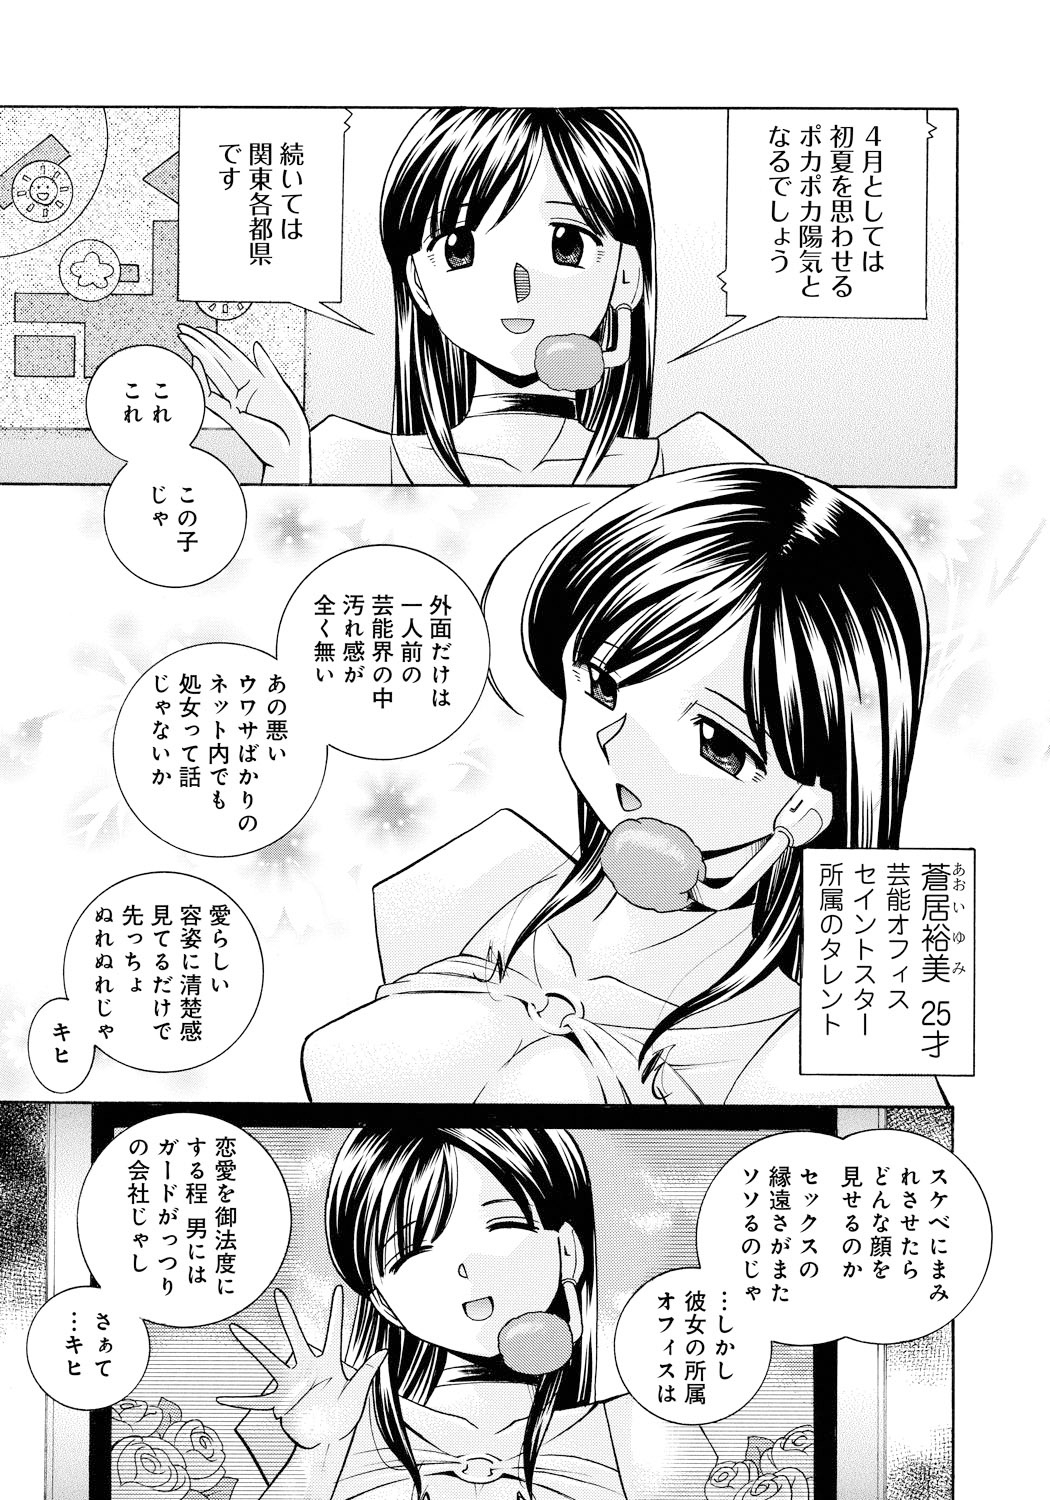 4月としては
初夏を思わせる
ポカポカ陽気と
なるでしょう
続いては
関東各都県
です
これ
これ
この子
じゃ
外面だけは
一人前の
芸能界の中
汚れ感が
全く無い
あの悪い
ウワサばかりの
ネット内でも
処女って話
じゃないか
蒼居裕美 25才
あおいゆみ
芸能オフィス
セイントスター
所属のタレント
愛らしい
容姿に清楚感
見てるだけで
先っちょ
ぬれぬれじゃ
キヒ
スケベにまみ
れさせたら
どんな顔を
見せるのか
セックスの
縁遠さがまた
ソソるのじゃ
…しかし
彼女の所属
オフィスは
恋愛を御法度に
する程 男には
ガードがっつり
の会社じゃし
さぁて
…キヒ